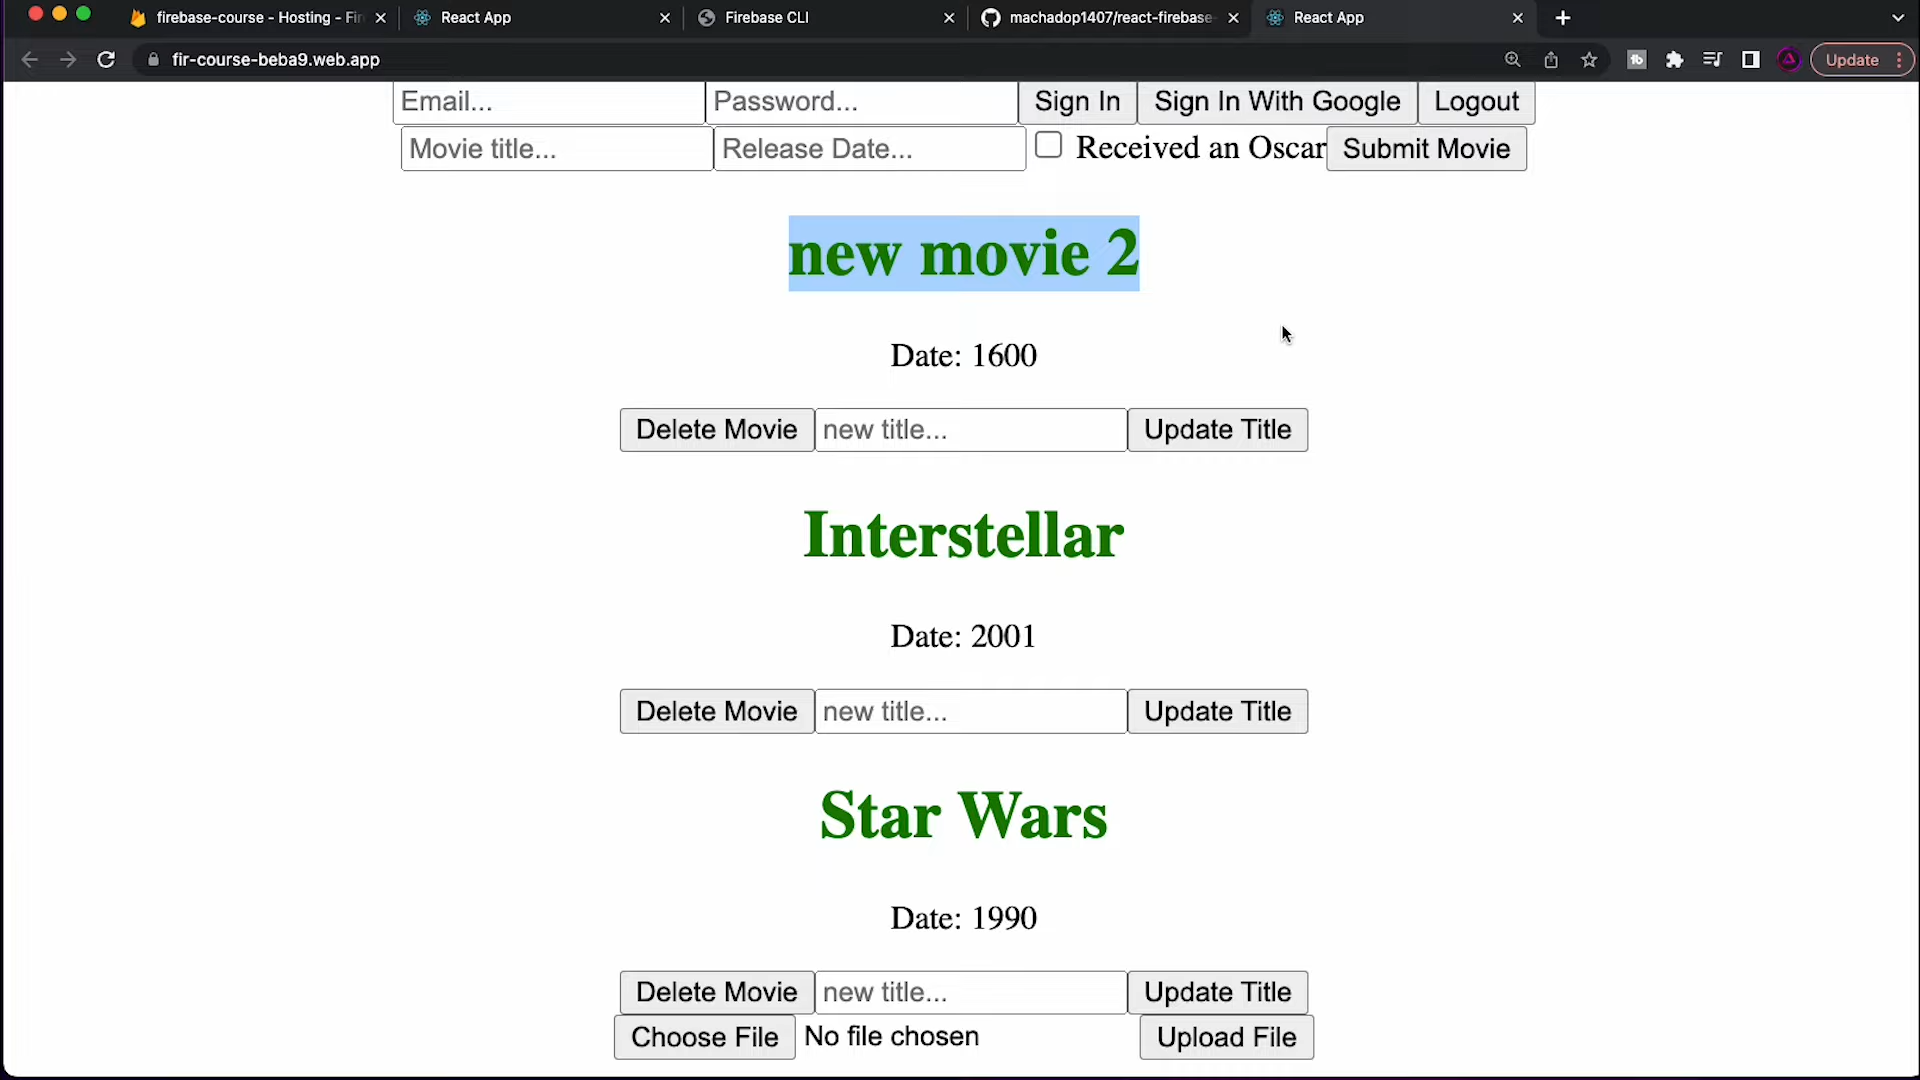 firebase-course - Hosting - Fir
React App
Firebase CLI
machadop1407/react-firebase-
React App
fir-course-beba9.web.app
Update
Email... Password... Sign In Sign In With Google Logout
Movie title... Release Date... Received an Oscar Submit Movie
new movie 2
Date: 1600
Delete Movie new title... Update Title
Interstellar
Date: 2001
Delete Movie new title... Update Title
Star Wars
Date: 1990
Delete Movie new title... Update Title
Choose File No file chosen Upload File